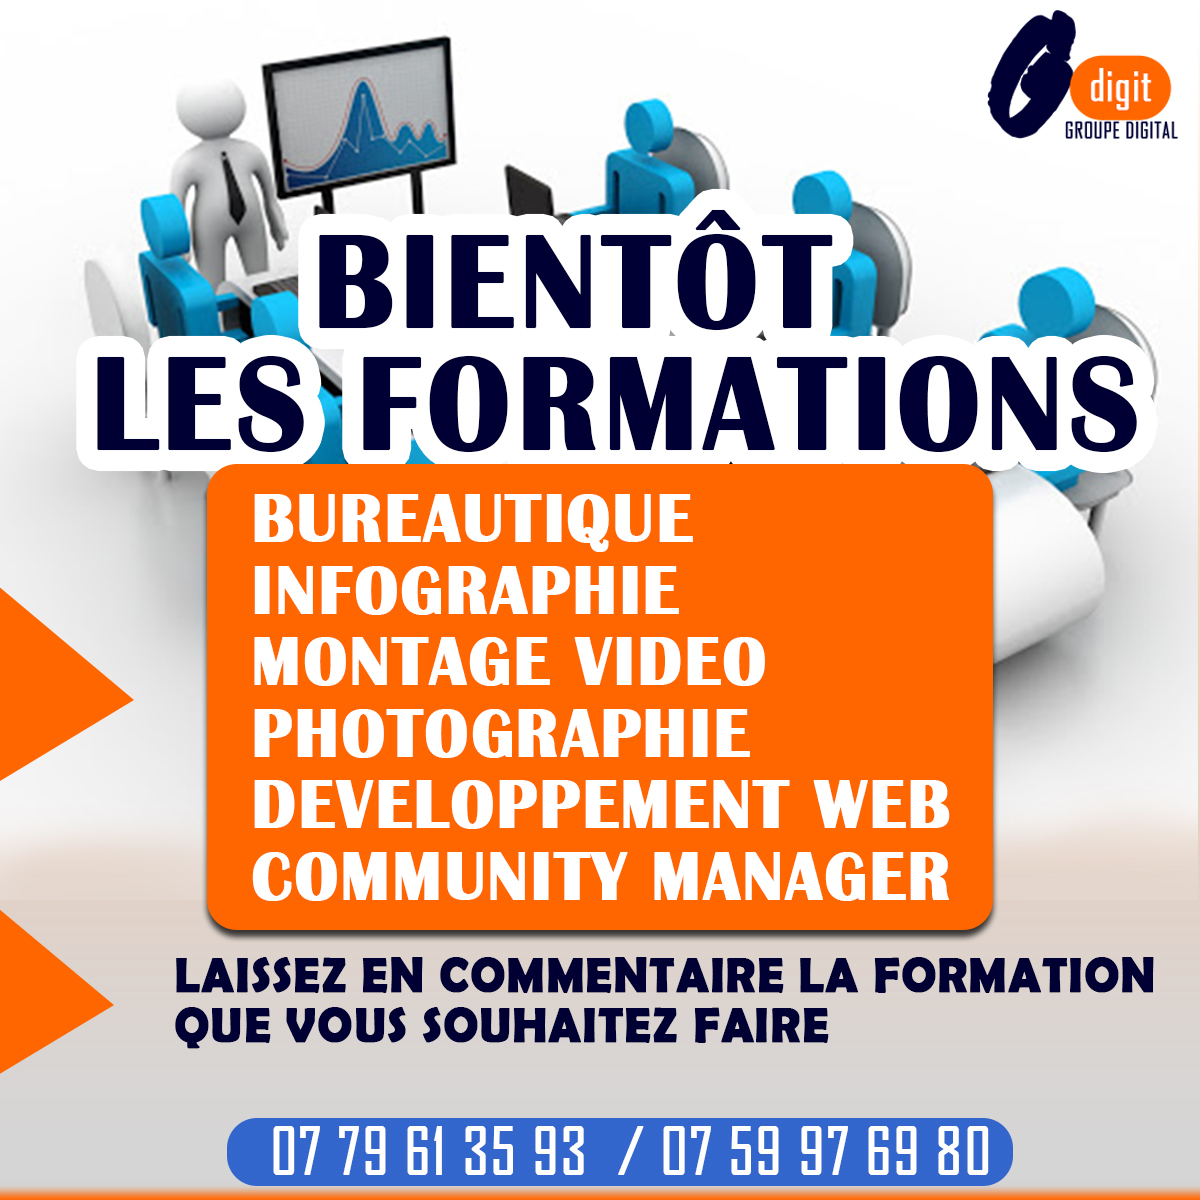 digit
GROUPE DIGITAL
BIENTÔT
LES FORMATIONS
BUREAUTIQUE
INFOGRAPHIE
MONTAGE VIDEO
PHOTOGRAPHIE
DEVELOPPEMENT WEB
COMMUNITY MANAGER
LAISSEZ EN COMMENTAIRE LA FORMATION
QUE VOUS SOUHAITEZ FAIRE
07 79 61 35 93 / 07 59 97 69 80